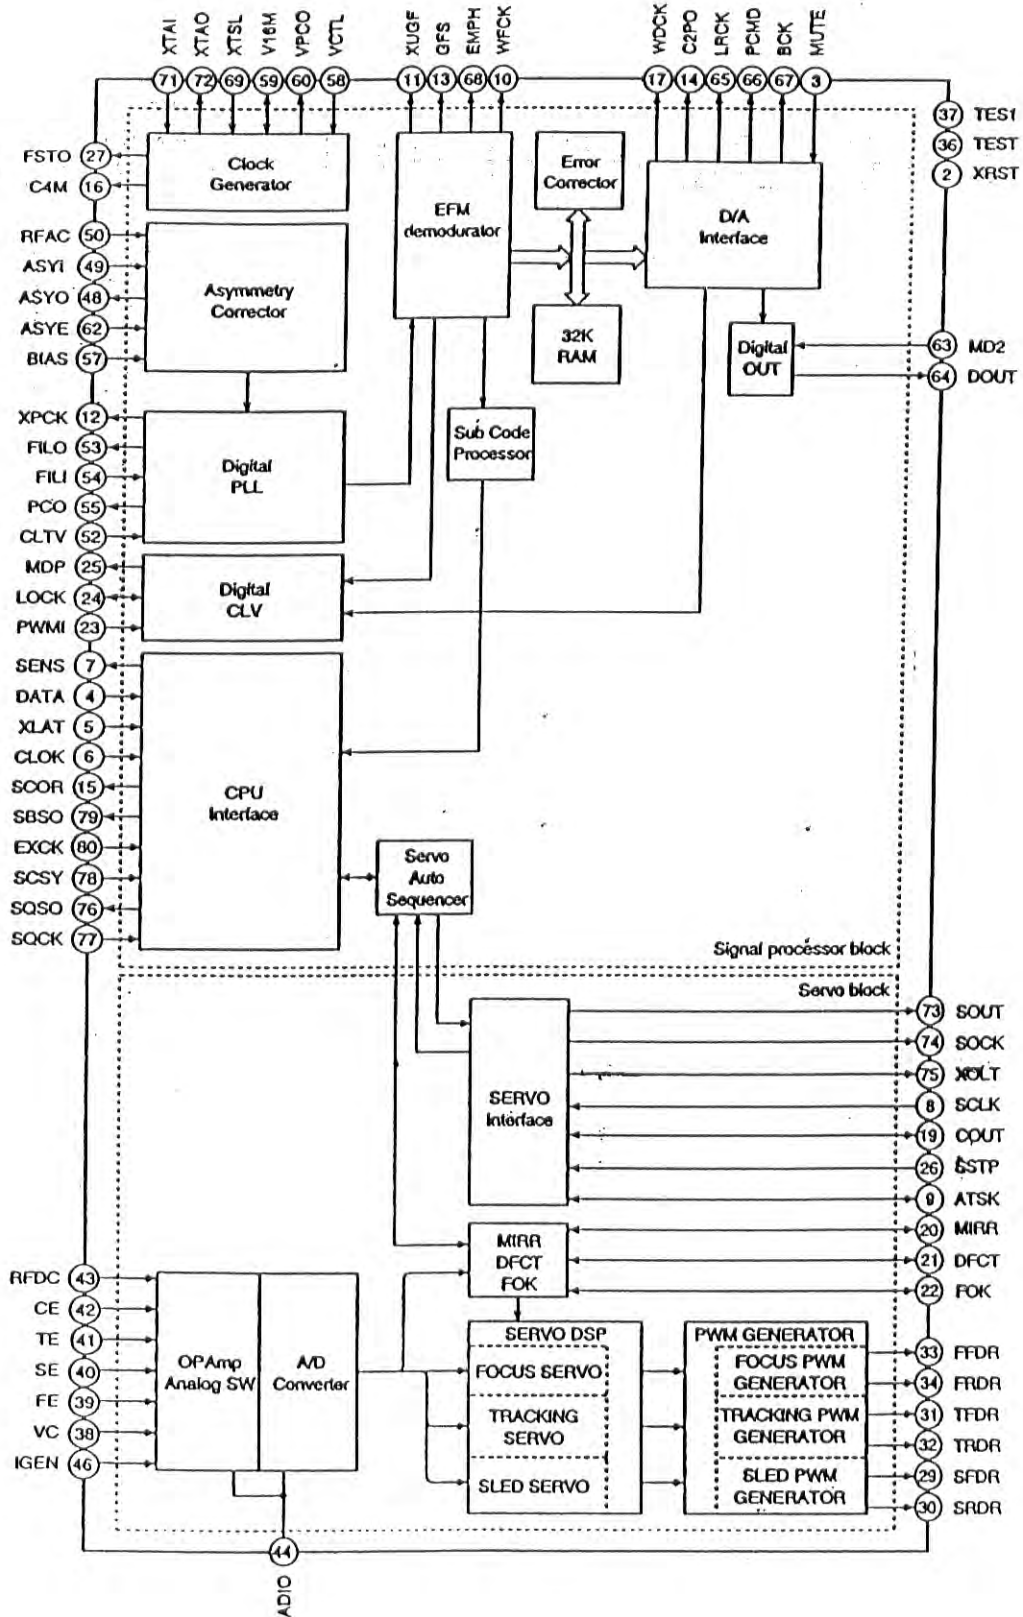 XTAI
XTAO
XTSL
V16M
VPCO
VCTL
XUGF
GFS
EMPH
WFCK
WDCK
C2PO
LRCK
PCMD
BCK
MUTE
71
72
69
59
60
58
11
13
68
10
17
14
65
66
67
3
37 TES1
36 TEST
2 XRST
FSTO 27
C4M 16
Clock
Generator
EFM
demodurator
Error
Corrector
D/A
Interface
RFAC 50
ASYI 49
ASYO 48
ASYE 62
BIAS 57
Asymmetry
Corrector
32K
RAM
Digital
OUT
63 MD2
64 DOUT
XPCK 12
FILO 53
FILI 54
PCO 55
CLTV 52
Digital
PLL
Sub Code
Processor
MDP 25
LOCK 24
PWMI 23
Digital
CLV
SENS 7
DATA 4
XLAT 5
CLOK 6
SCOR 15
SBSO 79
EXCK 80
SCSY 78
SQSO 76
SQCK 77
CPU
Interface
Servo
Auto
Sequencer
Signal processor block
Servo block
SERVO
Interface
73 SOUT
74 SOCK
75 XOLT
8 SCLK
19 COUT
26 SSTP
9 ATSK
20 MIRR
21 DFCT
22 FOK
MIRR
DFCT
FOK
RFDC 43
CE 42
TE 41
SE 40
FE 39
VC 38
IGEN 46
OPAmp
Analog SW
A/D
Converter
SERVO DSP
FOCUS SERVO
TRACKING
SERVO
SLED SERVO
PWM GENERATOR
FOCUS PWM
GENERATOR
TRACKING PWM
GENERATOR
SLED PWM
GENERATOR
33 FFDR
34 FRDR
31 TFDR
32 TRDR
29 SFDR
30 SRDR
44
ADIO